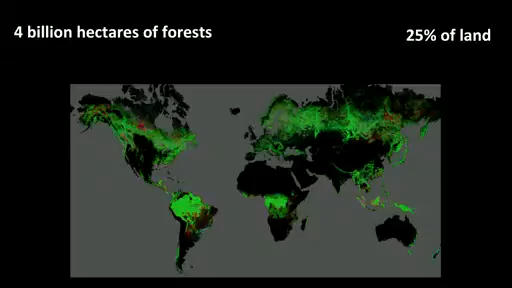 4 billion hectares of forests
25% of land